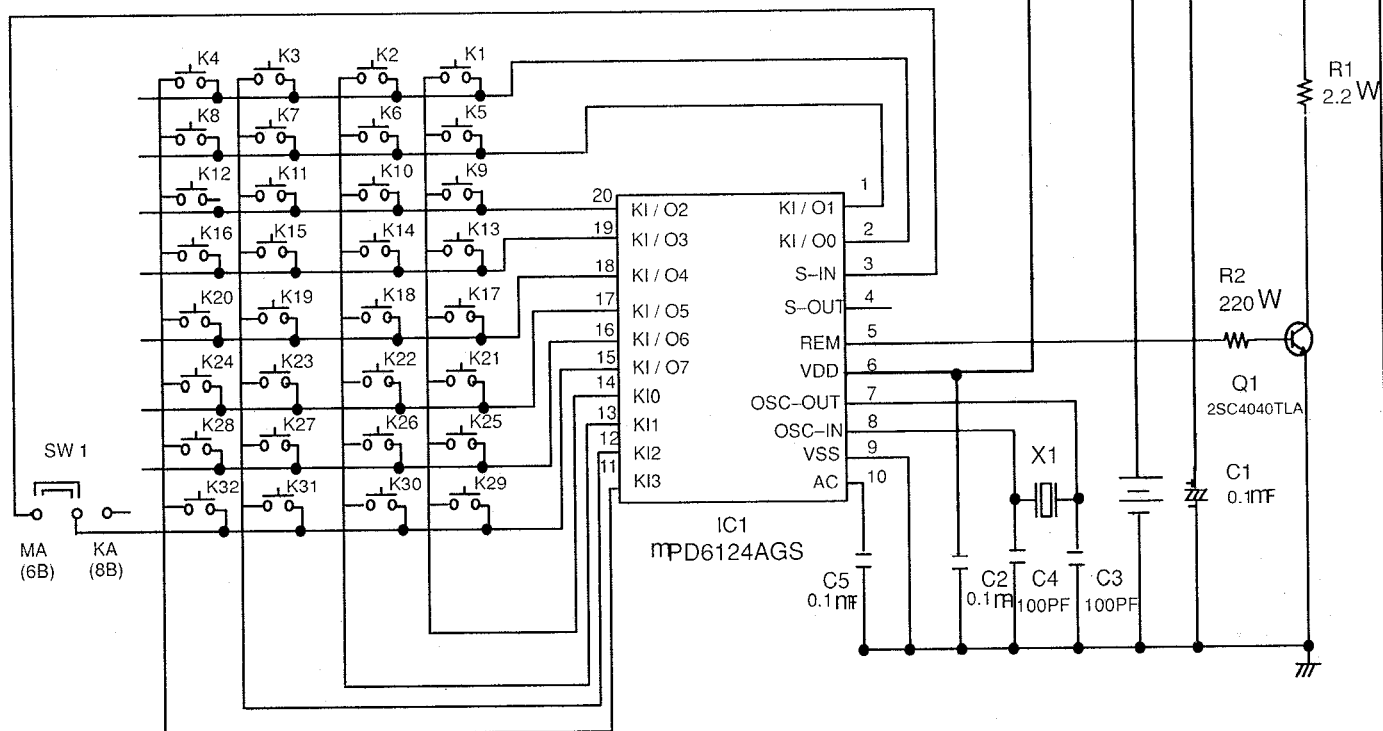 K4 K3 K2 K1
K8 K7 K6 K5
K12 K11 K10 K9
K16 K15 K14 K13
K20 K19 K18 K17
K24 K23 K22 K21
K28 K27 K26 K25
K32 K31 K30 K29
SW 1
MA
(6B)
KA
(8B)
20 KI / O2
19 KI / O3
18 KI / O4
17 KI / O5
16 KI / O6
15 KI / O7
14 KI0
13 KI1
12 KI2
11 KI3
KI / O1 1
KI / O0 2
S-IN 3
S-OUT 4
REM 5
VDD 6
OSC-OUT 7
OSC-IN 8
VSS 9
AC 10
IC1
mPD6124AGS
R1
2.2 W
R2
220 W
Q1
2SC4040TLA
X1
C1
0.1mF
C5
0.1mF
C2
0.1m
C4
100PF
C3
100PF